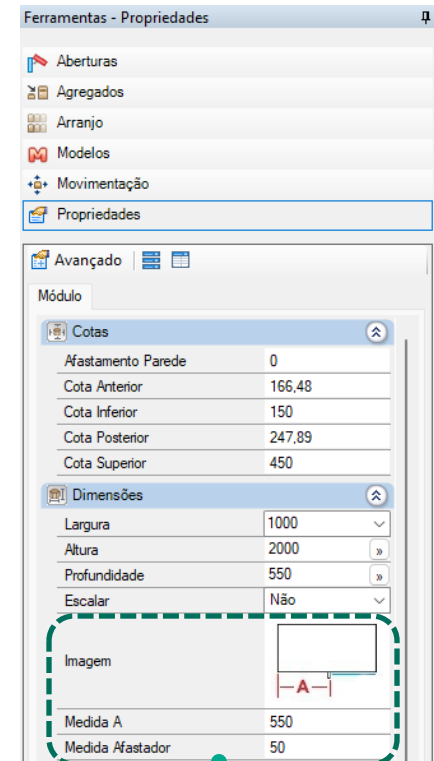 Ferramentas - Propriedades
Aberturas
Agregados
Arranjo
Modelos
Movimentação
Propriedades
Avançado
Módulo
Cotas
Afastamento Parede 0
Cota Anterior 166,48
Cota Inferior 150
Cota Posterior 247,89
Cota Superior 450
Dimensões
Largura 1000
Altura 2000 »
Profundidade 550 »
Escalar Não
Imagem
A
Medida A 550
Medida Afastador 50